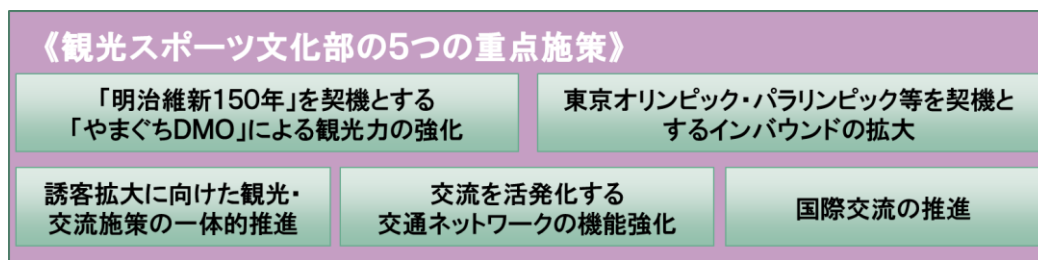 《観光スポーツ文化部の5つの重点施策》
「明治維新150年」を契機とする
「やまぐちDMO」による観光力の強化
東京オリンピック・パラリンピック等を契機と
するインバウンドの拡大
誘客拡大に向けた観光・
交流施策の一体的推進
交流を活発化する
交通ネットワークの機能強化
国際交流の推進